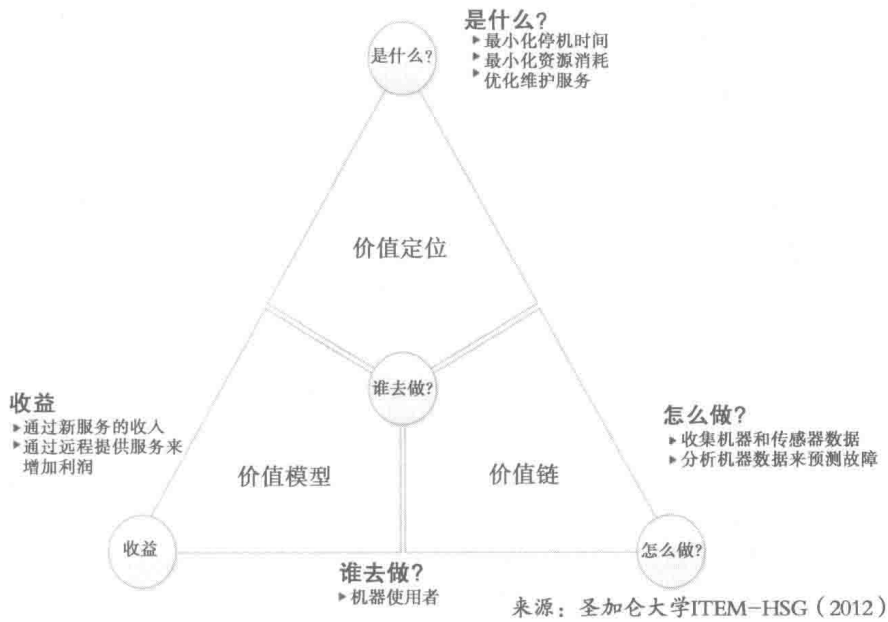 是什么?
▶最小化停机时间
▶最小化资源消耗
▶优化维护服务
是什么?
价值定位
谁去做?
收益
▶通过新服务的收入
▶通过远程提供服务来
增加利润
怎么做?
▶收集机器和传感器数据
▶分析机器数据来预测故障
价值模型
价值链
收益
怎么做?
谁去做?
▶机器使用者
来源：圣加仑大学ITEM-HSG（2012）